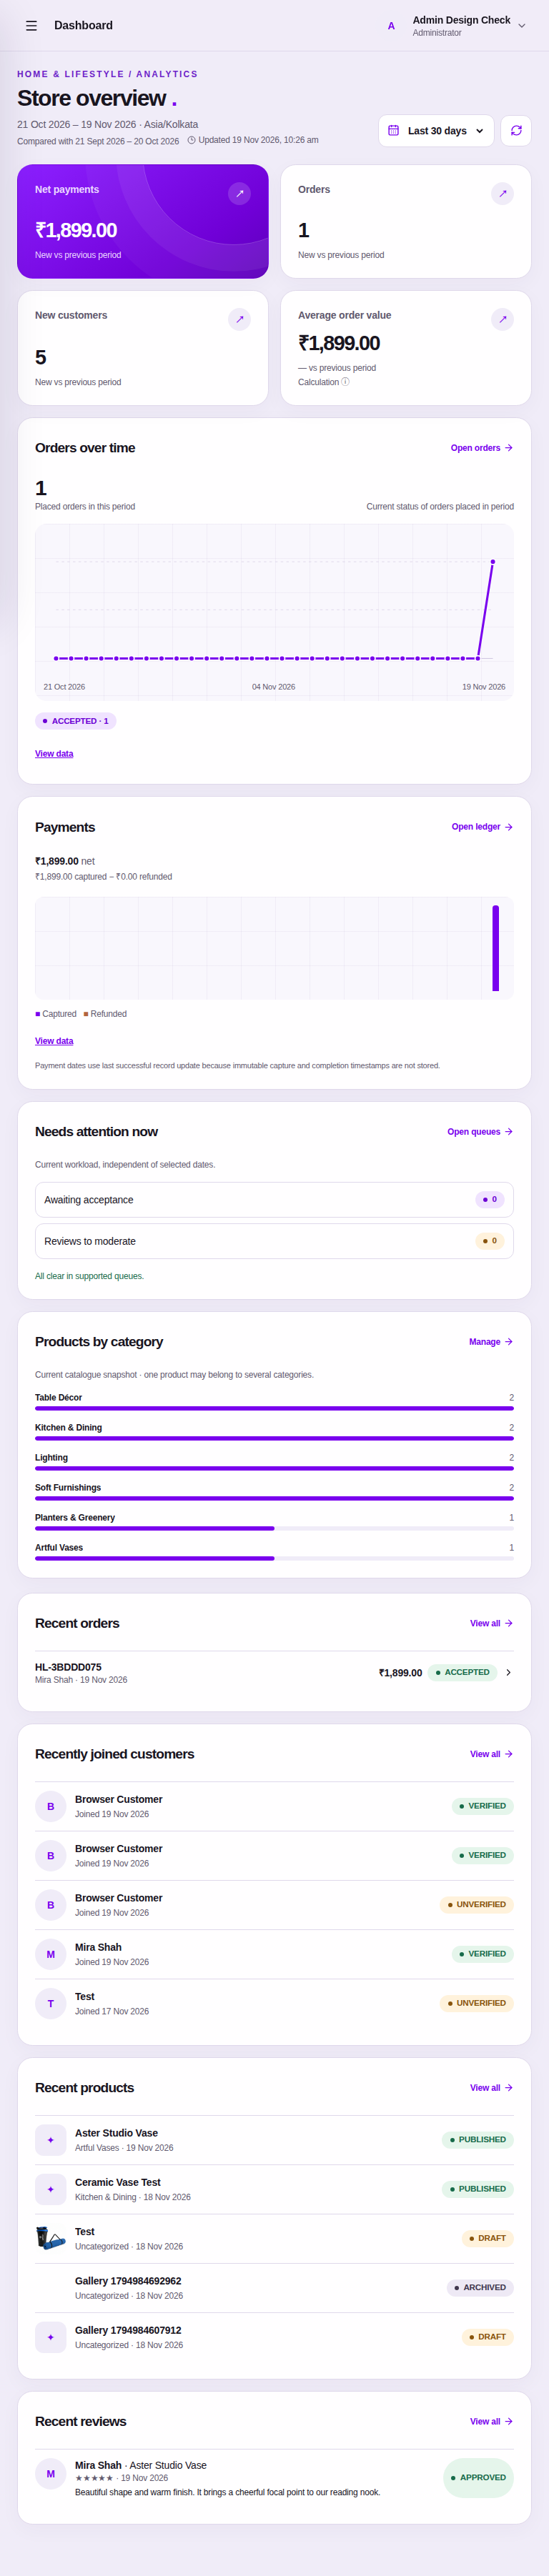 Dashboard
A
Admin Design Check
Administrator
HOME & LIFESTYLE / ANALYTICS
Store overview .
21 Oct 2026 – 19 Nov 2026 · Asia/Kolkata
Compared with 21 Sept 2026 – 20 Oct 2026
Updated 19 Nov 2026, 10:26 am
Last 30 days
Net payments
₹1,899.00
New vs previous period
Orders
1
New vs previous period
New customers
5
New vs previous period
Average order value
₹1,899.00
— vs previous period
Calculation ⓘ
Orders over time
Open orders →
1
Placed orders in this period
Current status of orders placed in period
21 Oct 2026
04 Nov 2026
19 Nov 2026
ACCEPTED · 1
View data
Payments
Open ledger →
₹1,899.00 net
₹1,899.00 captured – ₹0.00 refunded
Captured
Refunded
View data
Payment dates use last successful record update because immutable capture and completion timestamps are not stored.
Needs attention now
Open queues →
Current workload, independent of selected dates.
Awaiting acceptance
0
Reviews to moderate
0
All clear in supported queues.
Products by category
Manage →
Current catalogue snapshot · one product may belong to several categories.
Table Décor
2
Kitchen & Dining
2
Lighting
2
Soft Furnishings
2
Planters & Greenery
1
Artful Vases
1
Recent orders
View all →
HL-3BDDD075
Mira Shah · 19 Nov 2026
₹1,899.00
ACCEPTED
Recently joined customers
View all →
B
Browser Customer
Joined 19 Nov 2026
VERIFIED
B
Browser Customer
Joined 19 Nov 2026
VERIFIED
B
Browser Customer
Joined 19 Nov 2026
UNVERIFIED
M
Mira Shah
Joined 19 Nov 2026
VERIFIED
T
Test
Joined 17 Nov 2026
UNVERIFIED
Recent products
View all →
Aster Studio Vase
Artful Vases · 19 Nov 2026
PUBLISHED
Ceramic Vase Test
Kitchen & Dining · 18 Nov 2026
PUBLISHED
Test
Uncategorized · 18 Nov 2026
DRAFT
Gallery 1794984692962
Uncategorized · 18 Nov 2026
ARCHIVED
Gallery 1794984607912
Uncategorized · 18 Nov 2026
DRAFT
Recent reviews
View all →
M
Mira Shah · Aster Studio Vase
★★★★★ · 19 Nov 2026
Beautiful shape and warm finish. It brings a cheerful focal point to our reading nook.
APPROVED